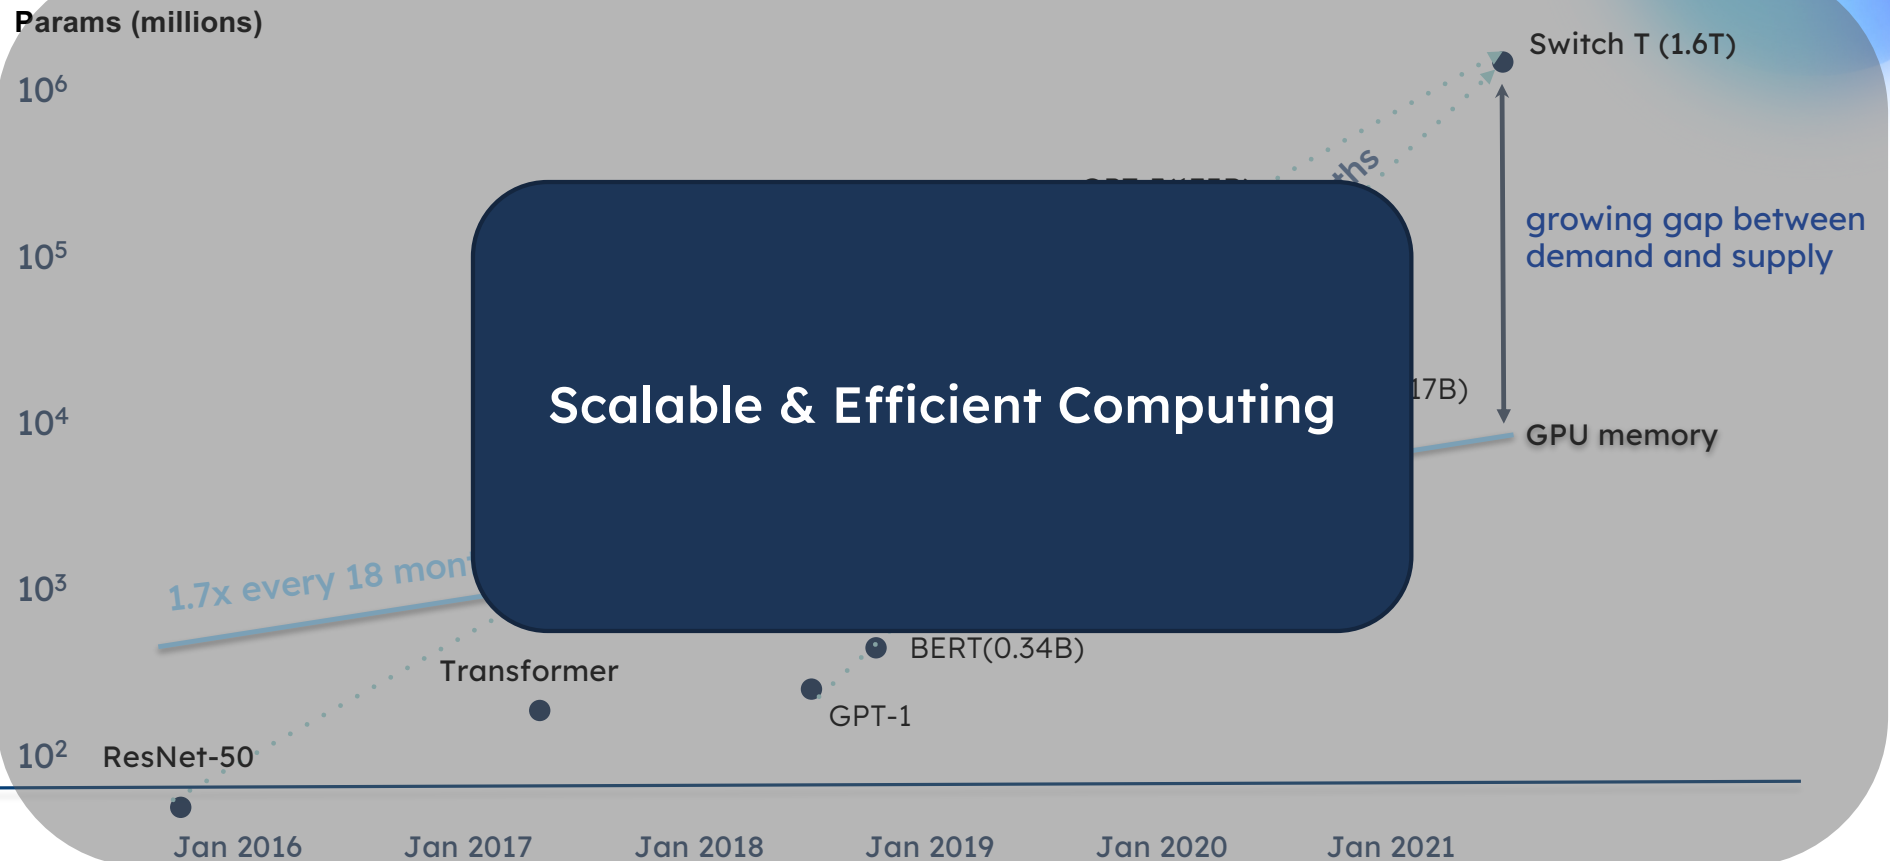 Params (millions)
Switch T (1.6T)
10⁶
growing gap between
demand and supply
10⁵
Scalable & Efficient Computing
17B)
10⁴
GPU memory
1.7x every 18
10³
BERT(0.34B)
Transformer
GPT-1
10²
ResNet-50
Jan 2016
Jan 2017
Jan 2018
Jan 2019
Jan 2020
Jan 2021